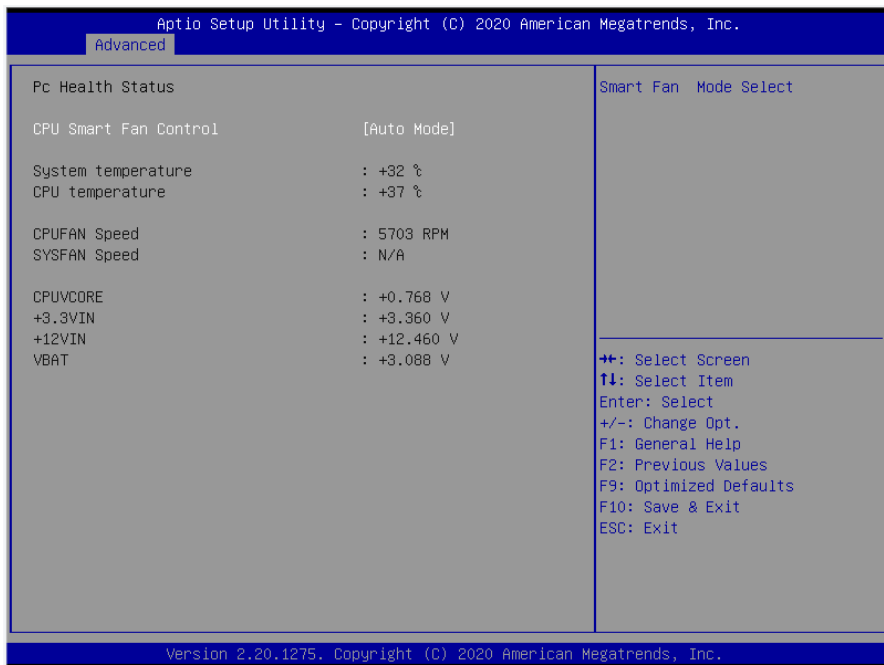 Aptio Setup Utility – Copyright (C) 2020 American Megatrends, Inc.
Advanced
Pc Health Status
CPU Smart Fan Control [Auto Mode]
System temperature : +32 ℃
CPU temperature : +37 ℃
CPUFAN Speed : 5703 RPM
SYSFAN Speed : N/A
CPUVCORE : +0.768 V
+3.3VIN : +3.360 V
+12VIN : +12.460 V
VBAT : +3.088 V
Smart Fan  Mode Select
→←: Select Screen
↑↓: Select Item
Enter: Select
+/-: Change Opt.
F1: General Help
F2: Previous Values
F9: Optimized Defaults
F10: Save & Exit
ESC: Exit
Version 2.20.1275. Copyright (C) 2020 American Megatrends, Inc.